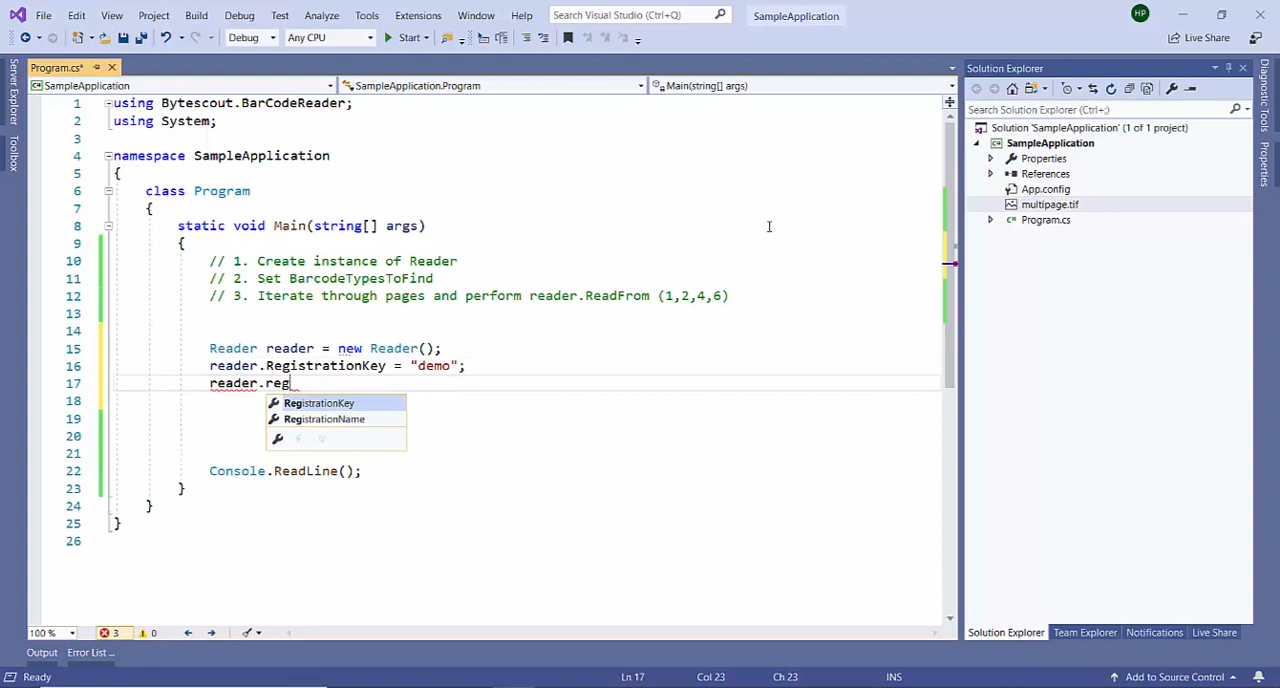 File Edit View Project Build Debug Test Analyze Tools Extensions Window Help Search Visual Studio (Ctrl+Q) SampleApplication HP
Debug Any CPU Start Live Share
Server Explorer
Toolbox
Program.cs*
SampleApplication SampleApplication.Program Main(string[] args)
1 using Bytescout.BarCodeReader;
2 using System;
3
4 namespace SampleApplication
5 {
6 class Program
7 {
8 static void Main(string[] args)
9 {
10 // 1. Create instance of Reader
11 // 2. Set BarcodeTypesToFind
12 // 3. Iterate through pages and perform reader.ReadFrom (1,2,4,6)
13
14
15 Reader reader = new Reader();
16 reader.RegistrationKey = "demo";
17 reader.reg
18 RegistrationKey
19 RegistrationName
20
21
22 Console.ReadLine();
23 }
24 }
25 }
26
100 % 3 0
Output Error List ...
Ready Ln 17 Col 23 Ch 23 INS Add to Source Control
Solution Explorer
Search Solution Explorer (Ctrl+;)
Solution 'SampleApplication' (1 of 1 project)
SampleApplication
Properties
References
App.config
multipage.tif
Program.cs
Solution Explorer Team Explorer Notifications Live Share
Diagnostic Tools
Properties